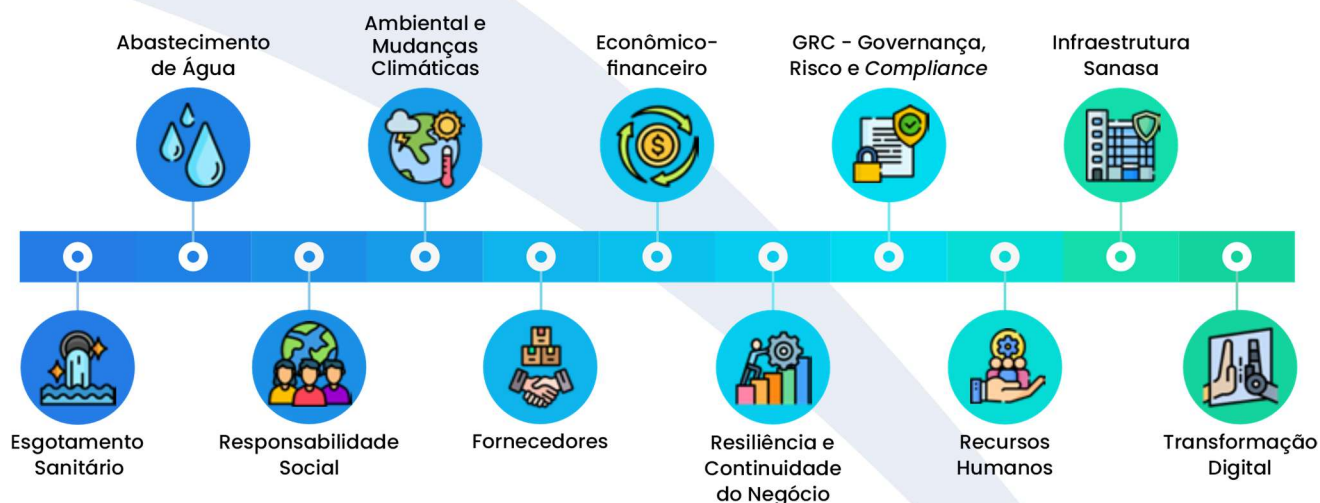 Abastecimento
de Água
Ambiental e
Mudanças
Climáticas
Econômico-
financeiro
GRC - Governança,
Risco e Compliance
Infraestrutura
Sanasa
Esgotamento
Sanitário
Responsabilidade
Social
Fornecedores
Resiliência e
Continuidade
do Negócio
Recursos
Humanos
Transformação
Digital